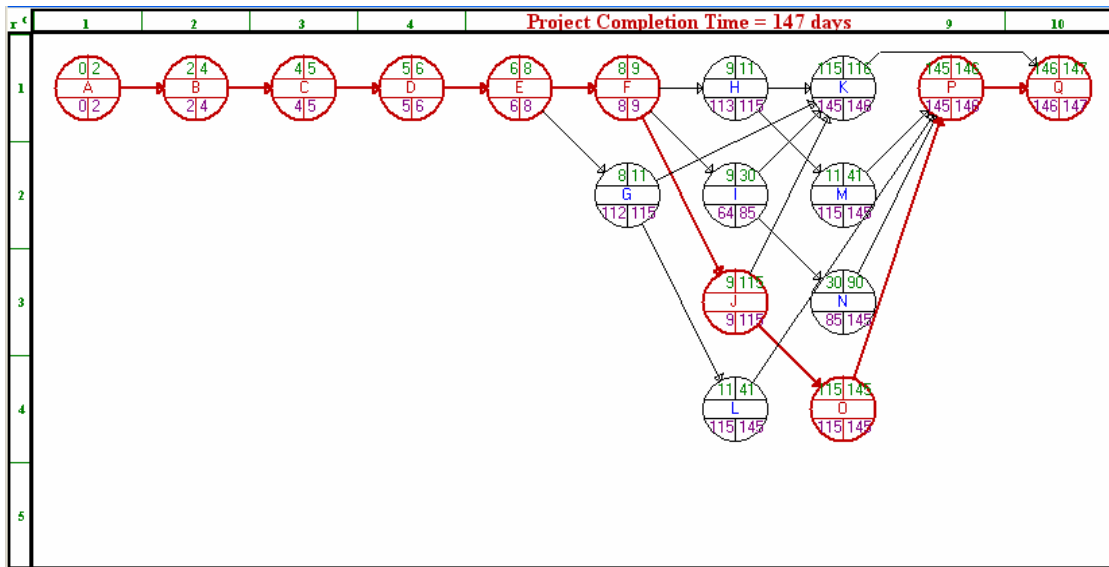 r c 1 2 3 4 Project Completion Time = 147 days 9 10
0 2 2 4 4 5 5 6 6 8 8 9 9 11 115 116 145 146 146 147
1 A B C D E F H K P Q
0 2 2 4 4 5 5 6 6 8 8 9 113 115 145 146 145 146 146 147
8 11 9 30 11 41
2 G I M
112 115 64 85 115 145
9 115 30 90
3 J N
9 115 85 145
11 41 115 145
4 L O
115 145 115 145
5